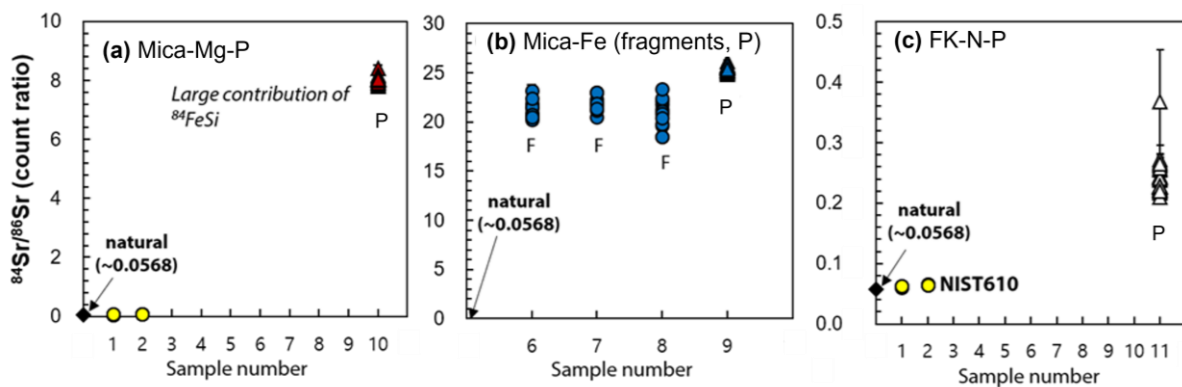 ⁸⁴Sr/⁸⁶Sr (count ratio)
(a) Mica-Mg-P
10
8
6
4
2
0
Large contribution of
⁸⁴FeSi
P
natural
(~0.0568)
1 2 3 4 5 6 7 8 9 10
Sample number
(b) Mica-Fe (fragments, P)
30
25
20
15
10
5
0
F
F
F
P
natural
(~0.0568)
6 7 8 9
Sample number
(c) FK-N-P
0.5
0.4
0.3
0.2
0.1
0.0
P
natural
(~0.0568)
NIST610
1 2 3 4 5 6 7 8 9 10 11
Sample number